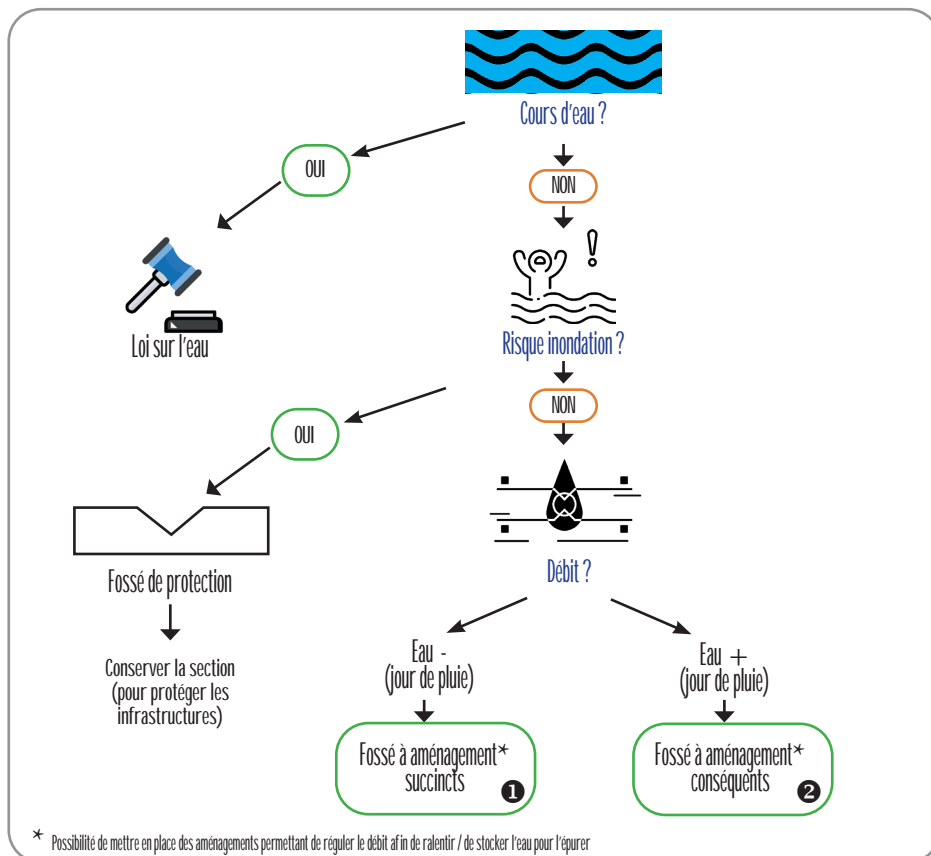 Cours d'eau ?
OUI
NON
Loi sur l'eau
Risque inondation ?
OUI
NON
Fossé de protection
Conserver la section
(pour protéger les
infrastructures)
Débit ?
Eau -
(jour de pluie)
Eau +
(jour de pluie)
Fossé à aménagement*
succincts
1
Fossé à aménagement*
conséquents
2
* Possibilité de mettre en place des aménagements permettant de réguler le débit afin de ralentir / de stocker l'eau pour l'épurer